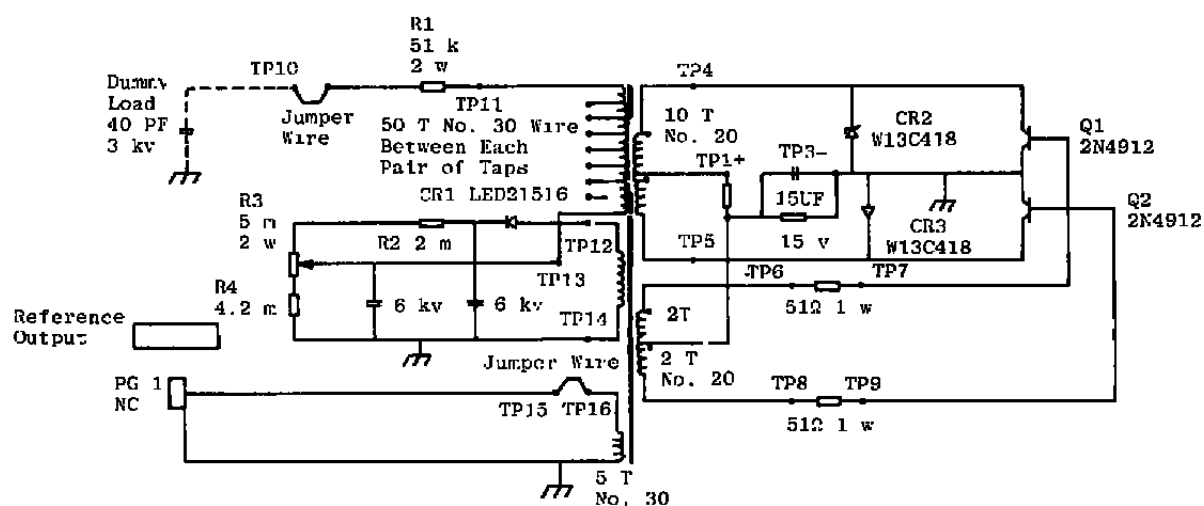 R1
51 k
2 w
TP10
Dummy
Load
40 PF
3 kv
Jumper
Wire
TP11
50 T No. 30 Wire
Between Each
Pair of Taps
CR1 LED21516
TP4
10 T
No. 20
TP1+
TP3-
15UF
15 v
CR2
W13C418
Q1
2N4912
Q2
2N4912
CR3
W13C418
TP5
R3
5 m
2 w
R2 2 m
TP12
TP13
R4
4.2 m
6 kv
6 kv
TP14
Reference
Output
TP6
TP7
51Ω 1 w
2T
2 T
No. 20
Jumper Wire
PG 1
NC
TP15 TP16
TP8
TP9
51Ω 1 w
5 T
No. 30